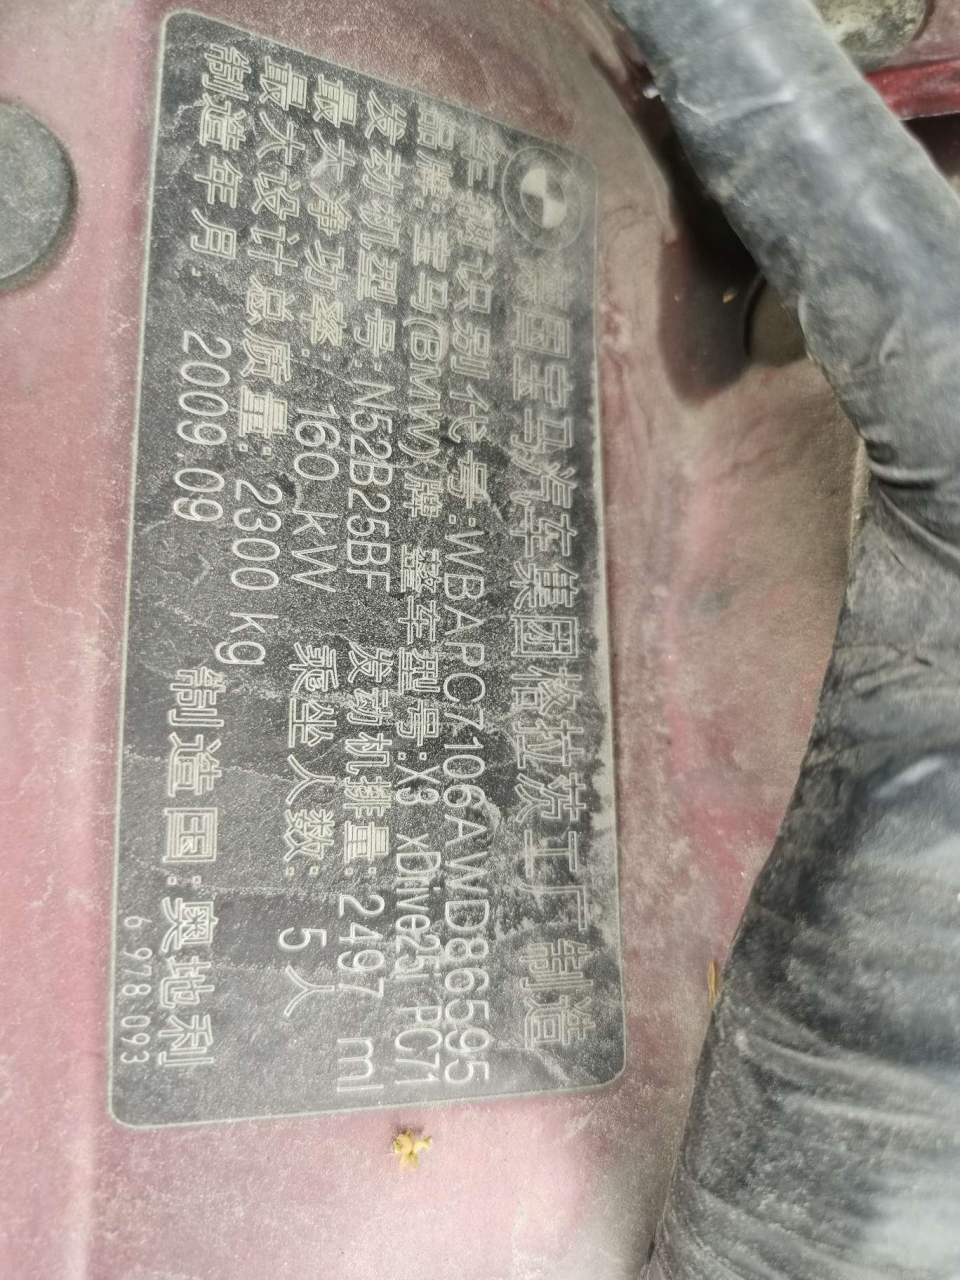 德国宝马汽车集团格拉茨工厂 制造
车辆识别代号:WBAPC7106AWD86595
品牌:宝马(BMW)牌 整车型号:X3 xDrive25i PC71
发动机型号:N52B25BF 发动机排量:2497 ml
最大净功率:160 kW 乘坐人数: 5 人
最大设计总质量: 2300 kg
制造年月: 2009.09 制造国:奥地利
6 978 093